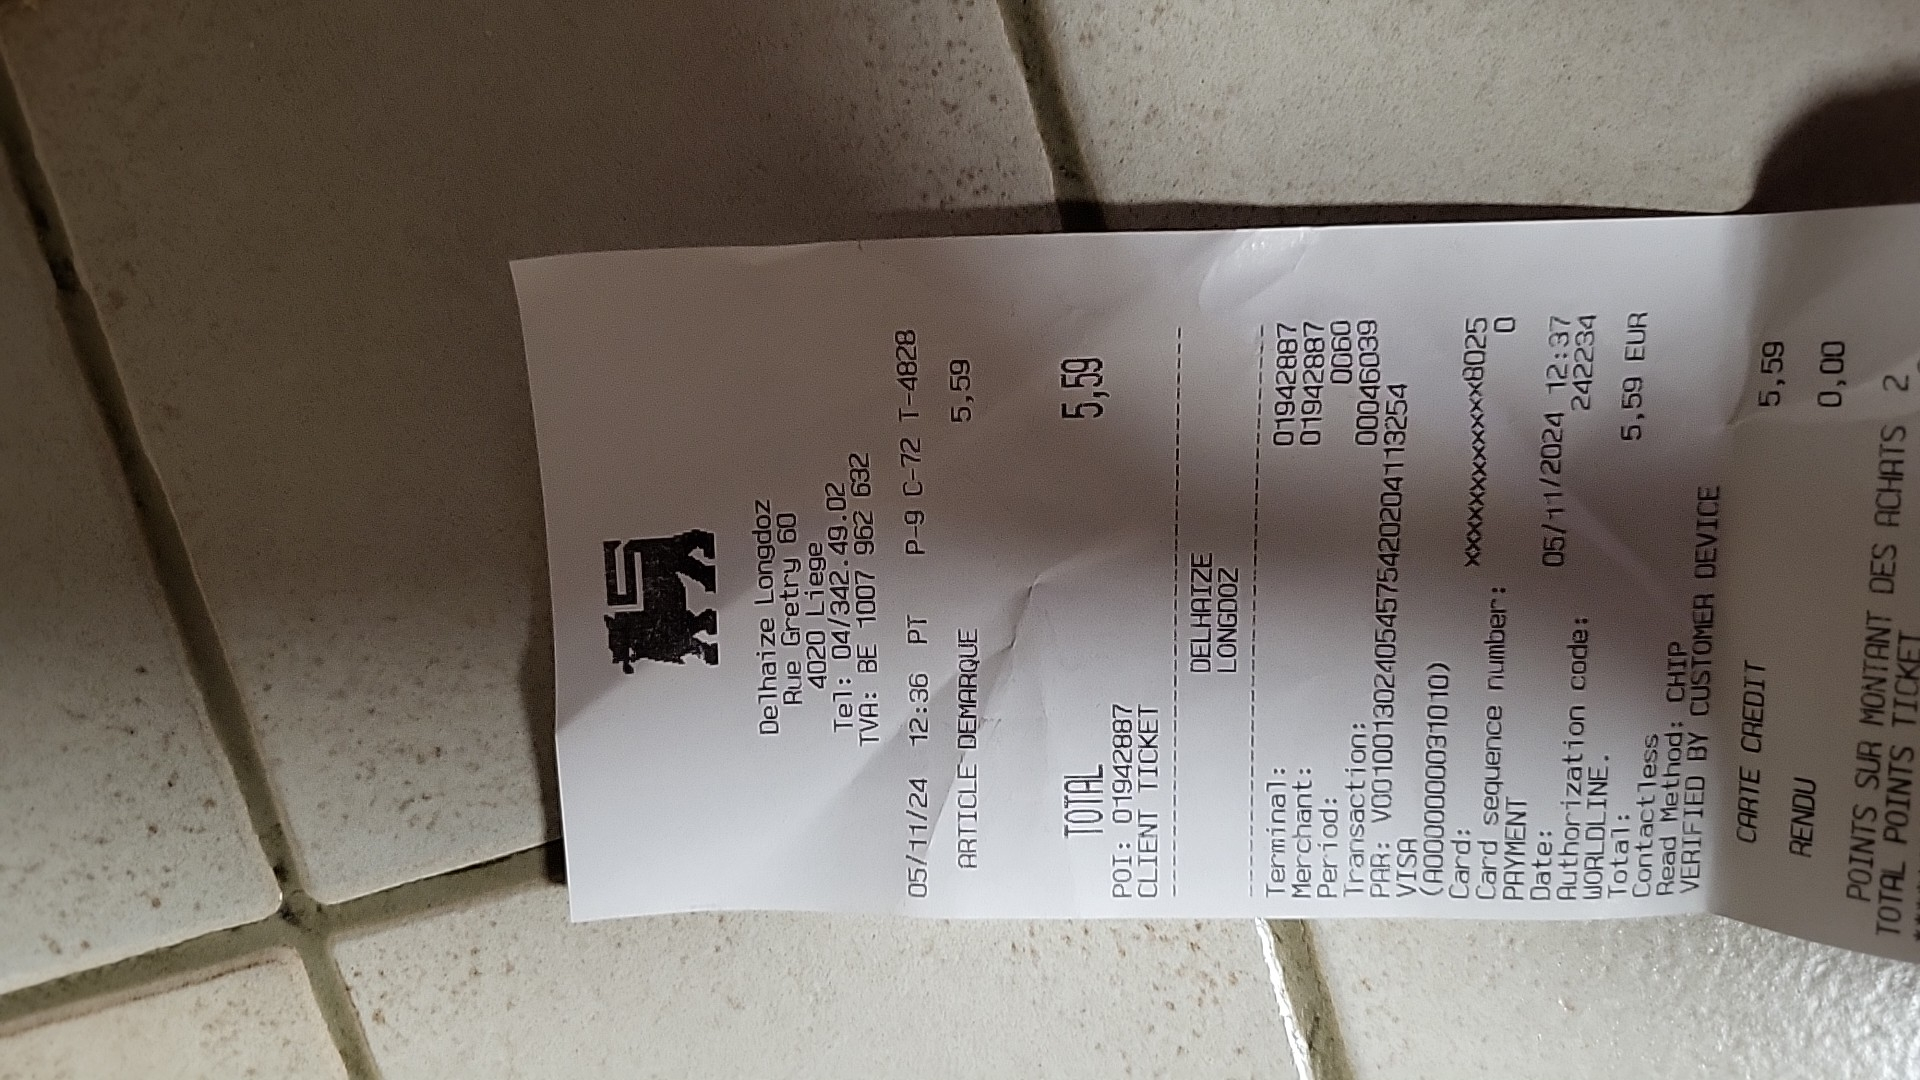 Delhaize Longdoz
Rue Gretry 60
4020 Liege
Tel: 04/342.49.02
TVA: BE 1007 962 632
05/11/24 12:36 PT P-9 C-72 T-4828
ARTICLE DEMARQUE 5,59
TOTAL 5,59
POI: 01942887
CLIENT TICKET
DELHAIZE
LONGDOZ
Terminal: 01942887
Merchant: 01942887
Period: 0060
Transaction: 00046039
PAR: V0010013024054575420204113254
VISA
(A0000000031010)
Card: xxxxxxxxxxxx8025
Card sequence number: 0
PAYMENT
Date: 05/11/2024 12:37
Authorization code: 242234
WORLDLINE.
Total: 5,59 EUR
Contactless
Read Method: CHIP
VERIFIED BY CUSTOMER DEVICE
CARTE CREDIT 5,59
RENDU 0,00
POINTS SUR MONTANT DES ACHATS 2
TOTAL POINTS TICKET